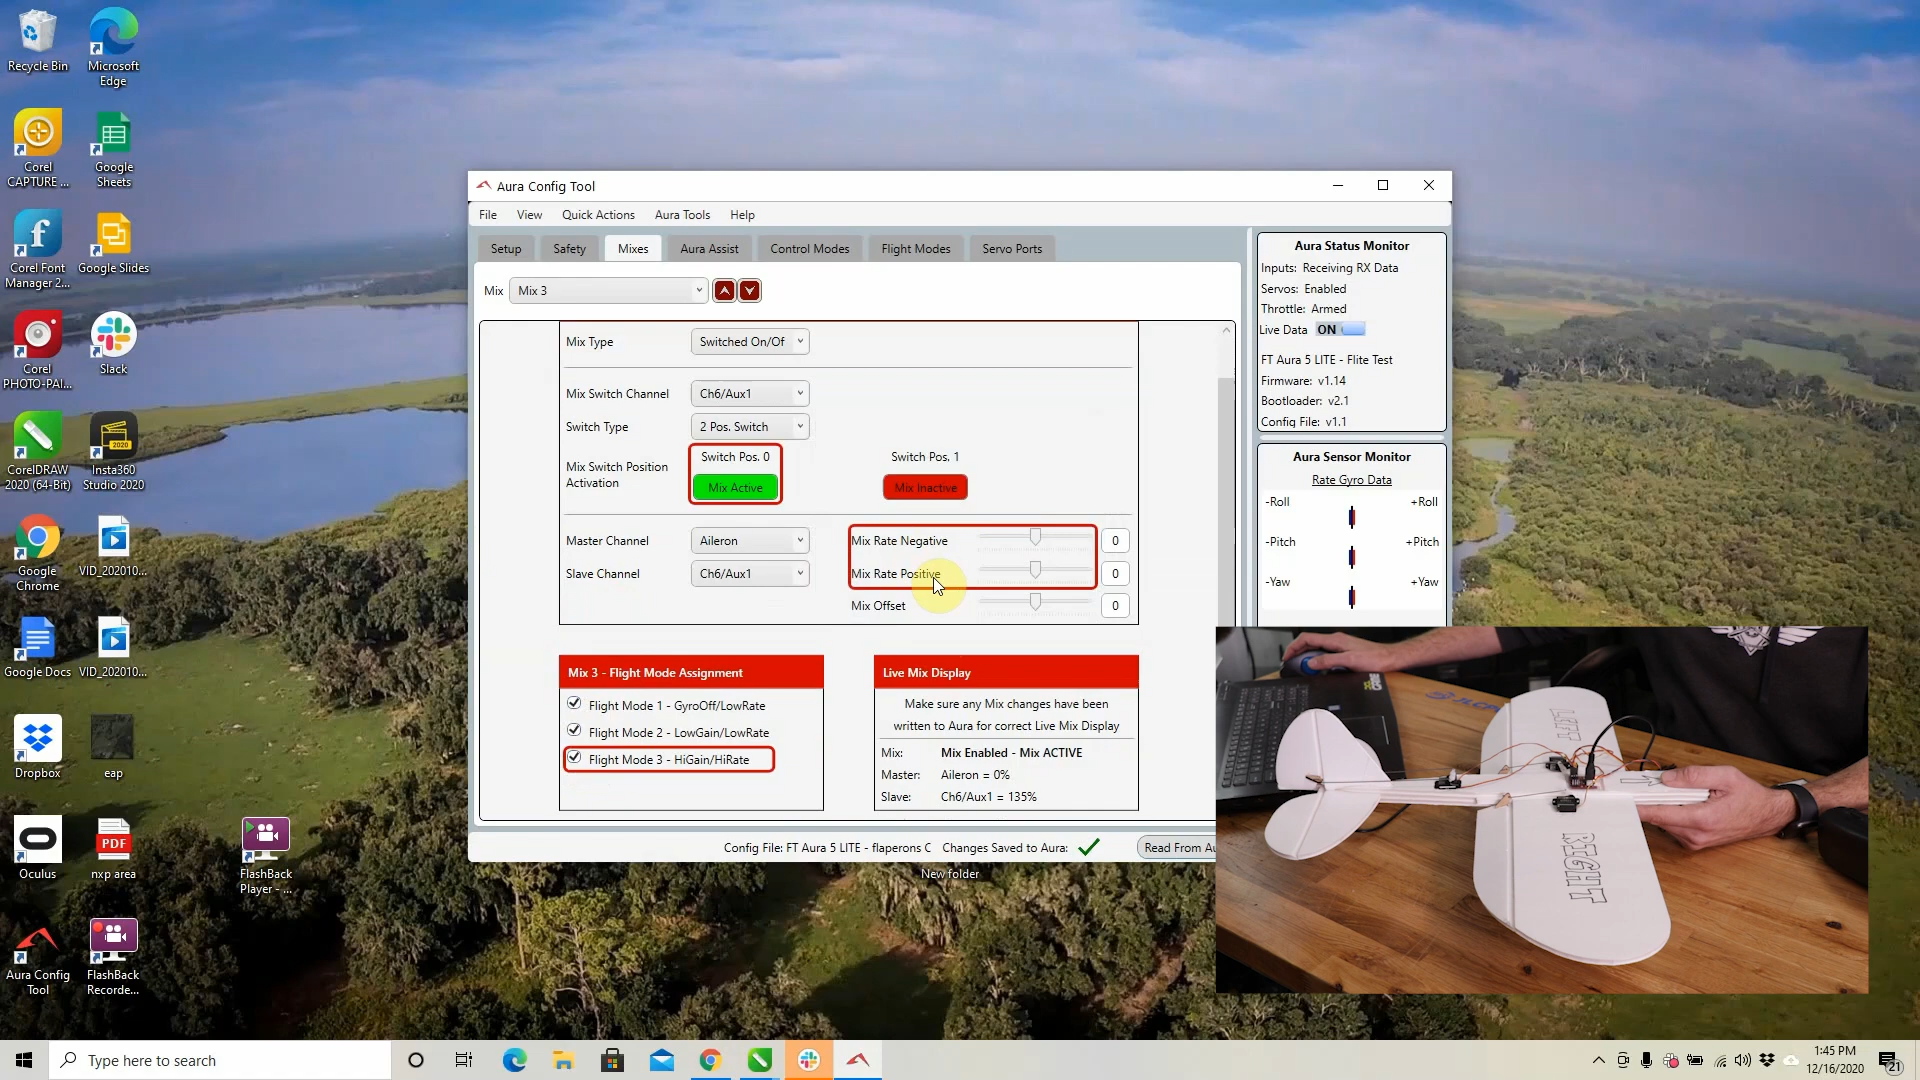 Recycle Bin
Microsoft
Edge
Corel
CAPTURE ...
Google
Sheets
Corel Font
Manager 2...
Google Slides
Corel
PHOTO-PAI...
Slack
CorelDRAW
2020 (64-Bit)
Insta360
Studio 2020
Google
Chrome
VID_202010...
Google Docs
VID_202010...
Dropbox
eap
Oculus
PDF
nxp area
FlashBack
Player - ...
Aura Config
Tool
FlashBack
Recorde...
Aura Config Tool
File View Quick Actions Aura Tools Help
Setup Safety Mixes Aura Assist Control Modes Flight Modes Servo Ports
Mix Mix 3
Mix Type Switched On/Of
Mix Switch Channel Ch6/Aux1
Switch Type 2 Pos. Switch
Mix Switch Position
Activation
Switch Pos. 0 Switch Pos. 1
Mix Active Mix Inactive
Master Channel Aileron Mix Rate Negative 0
Slave Channel Ch6/Aux1 Mix Rate Positive 0
Mix Offset 0
Mix 3 - Flight Mode Assignment
Flight Mode 1 - GyroOff/LowRate
Flight Mode 2 - LowGain/LowRate
Flight Mode 3 - HiGain/HiRate
Live Mix Display
Make sure any Mix changes have been
written to Aura for correct Live Mix Display
Mix: Mix Enabled - Mix ACTIVE
Master: Aileron = 0%
Slave: Ch6/Aux1 = 135%
Config File: FT Aura 5 LITE - flaperons C Changes Saved to Aura: Read From Au
New folder
Aura Status Monitor
Inputs: Receiving RX Data
Servos: Enabled
Throttle: Armed
Live Data ON
FT Aura 5 LITE - Flite Test
Firmware: v1.14
Bootloader: v2.1
Config File: v1.1
Aura Sensor Monitor
Rate Gyro Data
-Roll +Roll
-Pitch +Pitch
-Yaw +Yaw
LEFT
RIGHT
Type here to search
1:45 PM
12/16/2020
21